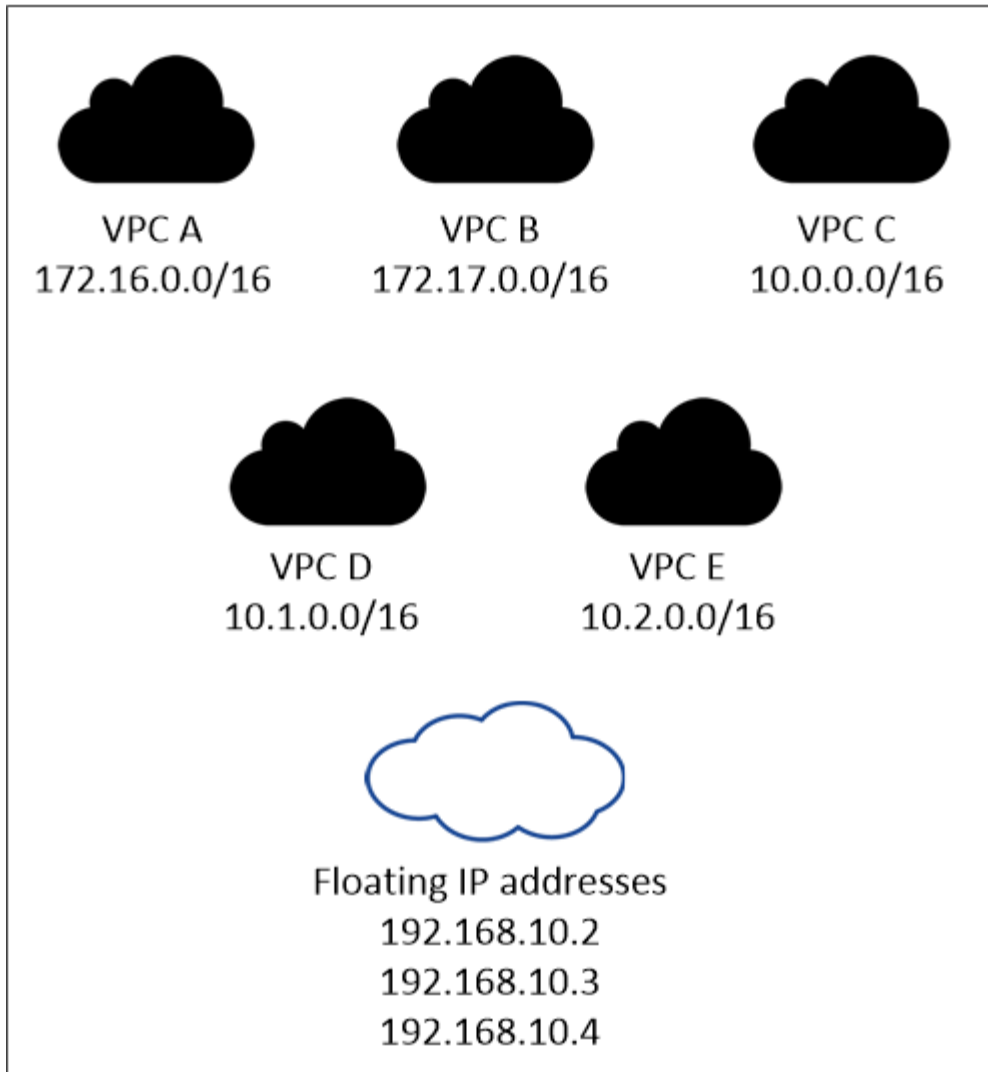 VPC A
172.16.0.0/16
VPC B
172.17.0.0/16
VPC C
10.0.0.0/16
VPC D
10.1.0.0/16
VPC E
10.2.0.0/16
Floating IP addresses
192.168.10.2
192.168.10.3
192.168.10.4